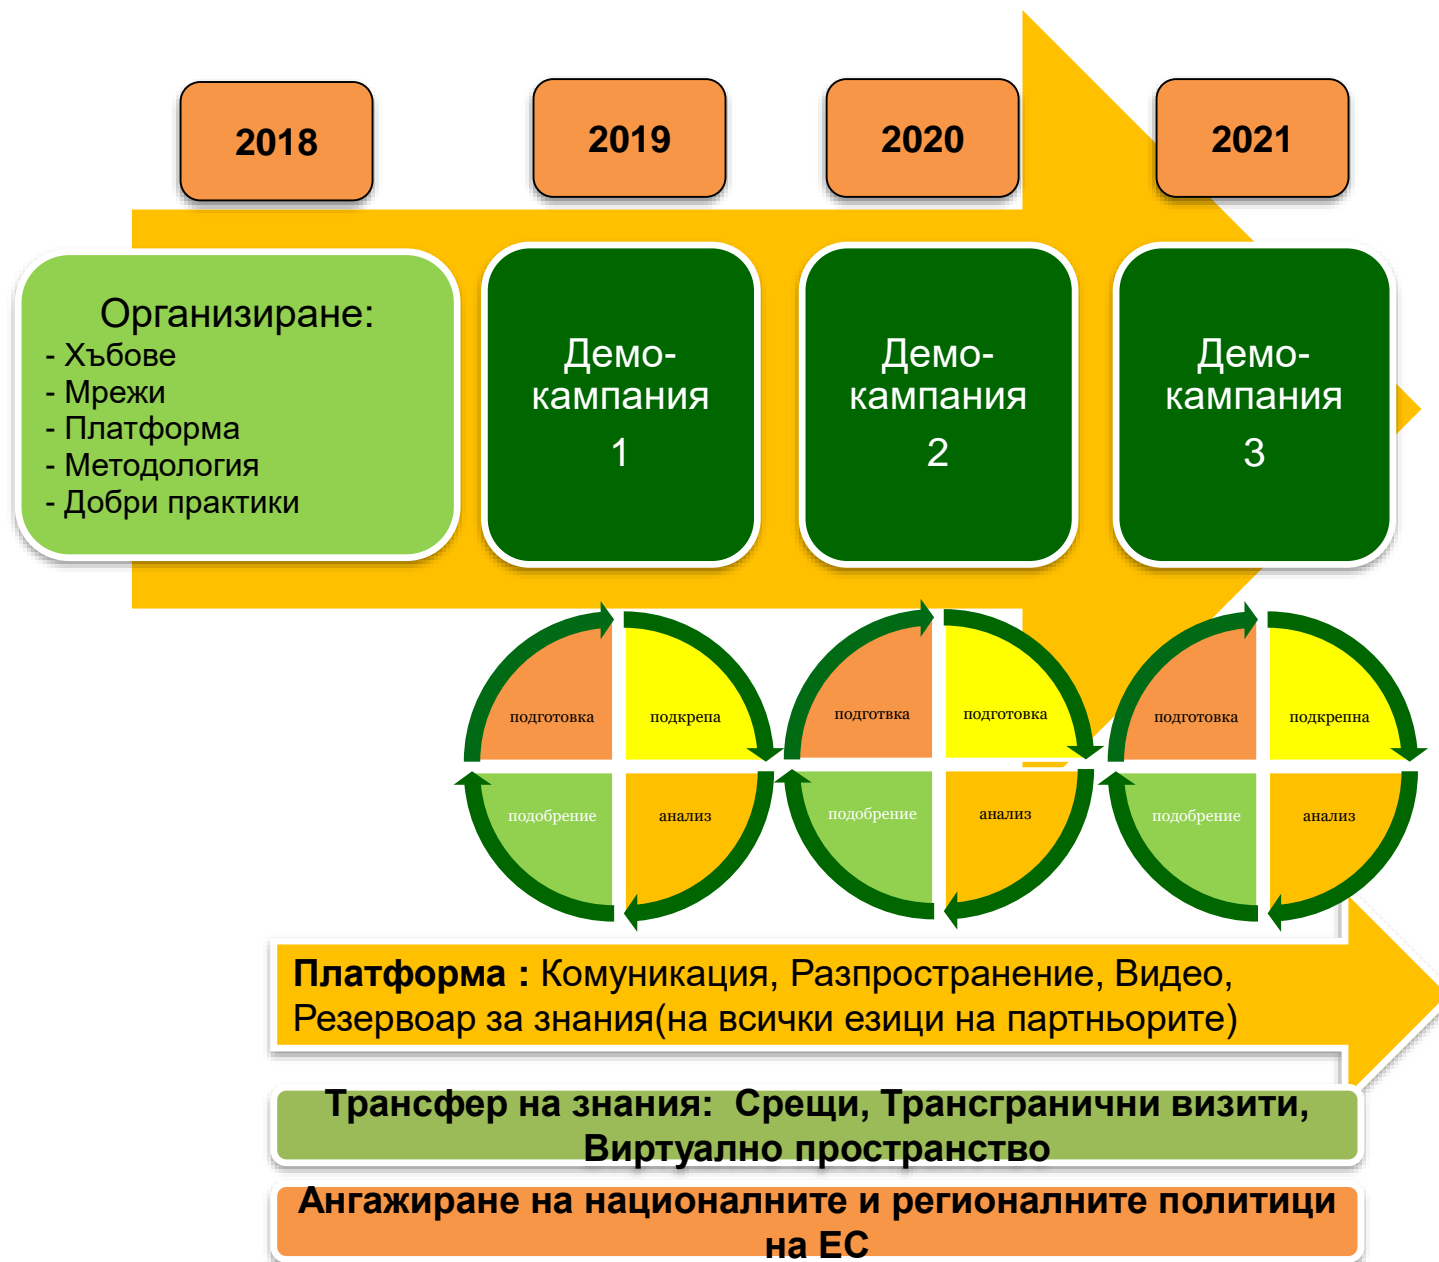 2018
2019
2020
2021
Организиране:
- Хъбове
- Мрежи
- Платформа
- Методология
- Добри практики
Демо-
кампания
1
Демо-
кампания
2
Демо-
кампания
3
подготовка
подкрепа
подобрение
анализ
подготвка
подготовка
подобрение
анализ
подготовка
подкрепна
подобрение
анализ
Платформа : Комуникация, Разпространение, Видео,
Резервоар за знания(на всички езици на партньорите)
Трансфер на знания: Срещи, Трансгранични визити,
Виртуално пространство
Ангажиране на националните и регионалните политици
на ЕС